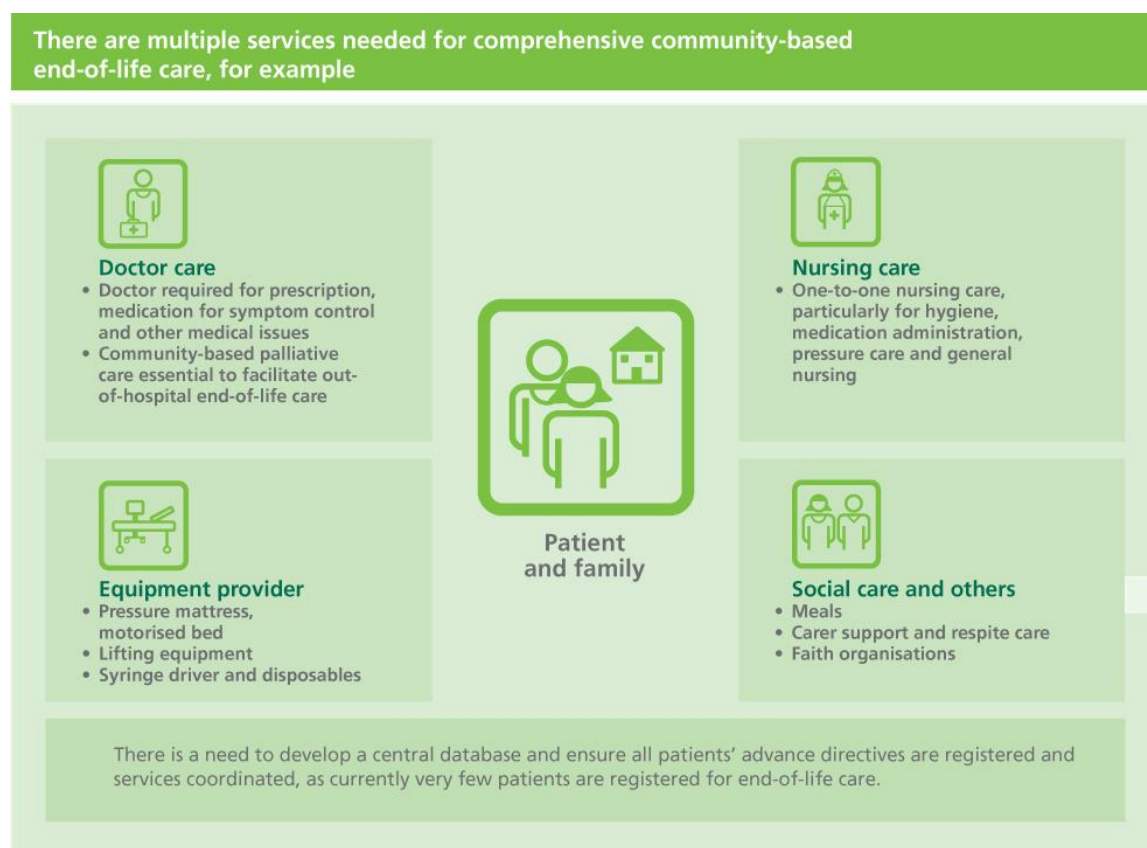 There are multiple services needed for comprehensive community-based
end-of-life care, for example
Doctor care
• Doctor required for prescription,
medication for symptom control
and other medical issues
• Community-based palliative
care essential to facilitate out-
of-hospital end-of-life care
Nursing care
• One-to-one nursing care,
particularly for hygiene,
medication administration,
pressure care and general
nursing
Patient
and family
Equipment provider
• Pressure mattress,
motorised bed
• Lifting equipment
• Syringe driver and disposables
Social care and others
• Meals
• Carer support and respite care
• Faith organisations
There is a need to develop a central database and ensure all patients’ advance directives are registered and
services coordinated, as currently very few patients are registered for end-of-life care.